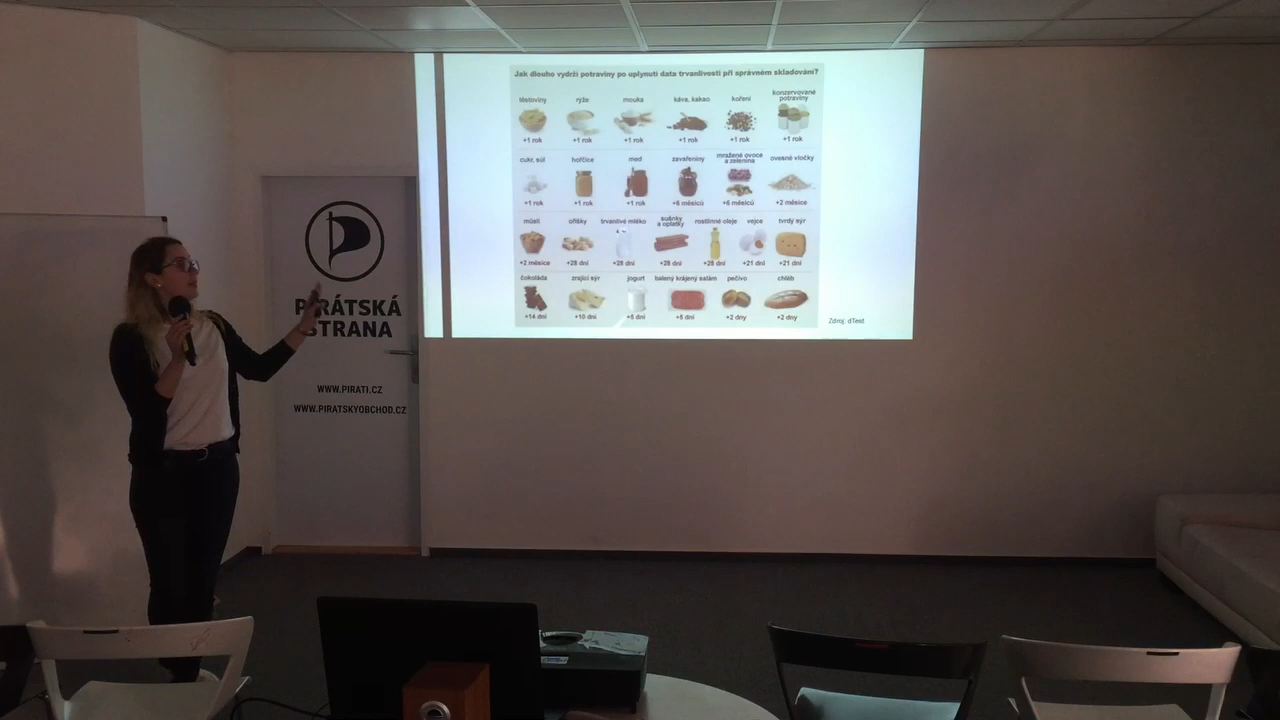 Jak dlouho vydrží potraviny po uplynutí data trvanlivosti při správném skladování?
těstoviny rýže mouka káva, kakao koření konzervované potraviny
+1 rok +1 rok +1 rok +1 rok +1 rok +1 rok
cukr, sůl hořčice med zavařeniny mražené ovoce a zelenina ovesné vločky
+1 rok +1 rok +1 rok +6 měsíců +6 měsíců +2 měsíce
müsli oříšky trvanlivé mléko sušenky a oplatky rostlinné oleje vejce tvrdý sýr
+2 měsíce +28 dní +28 dní +28 dní +28 dní +21 dní +21 dní
čokoláda zrající sýr jogurt balený krájený salám pečivo chléb
+14 dní +10 dní +5 dní +5 dní +2 dny +2 dny
Zdroj: dTest
PIRÁTSKÁ
STRANA
WWW.PIRATI.CZ
WWW.PIRATSKYOBCHOD.CZ